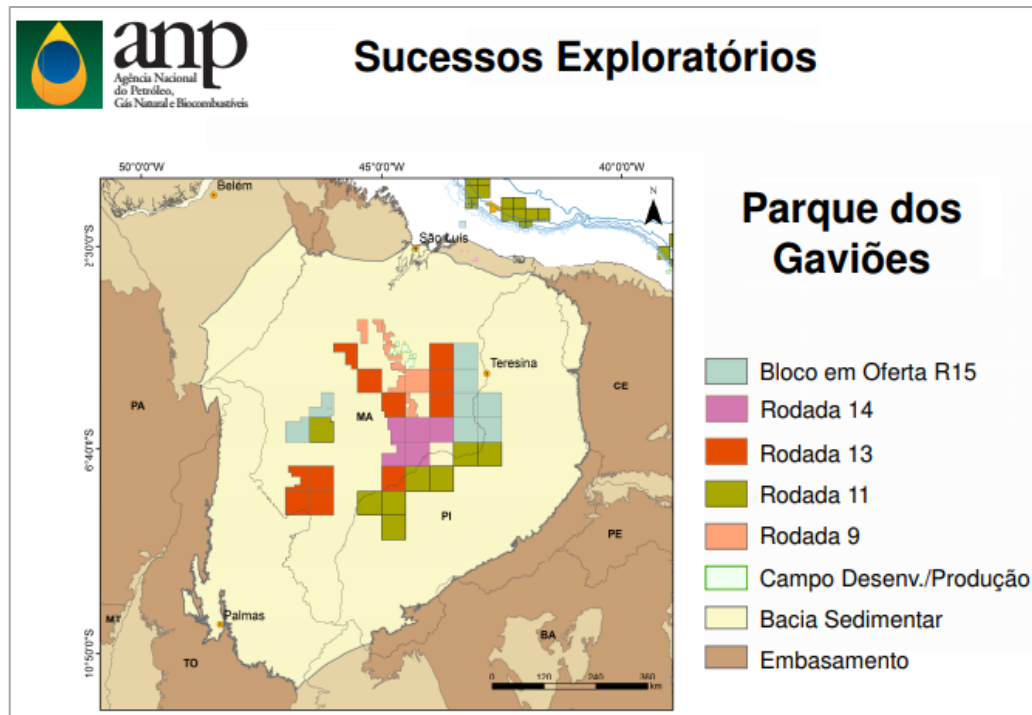 anp
Agência Nacional
do Petróleo,
Gás Natural e Biocombustíveis
Sucessos Exploratórios
50°0'0"W
45°0'0"W
40°0'0"W
Belém
N
São Luís
2°30'0"S
Teresina
PA
MA
CE
6°40'0"S
PI
PE
Palmas
MT
TO
BA
10°50'0"S
0 120 240 360
km
Parque dos
Gaviões
Bloco em Oferta R15
Rodada 14
Rodada 13
Rodada 11
Rodada 9
Campo Desenv./Produção
Bacia Sedimentar
Embasamento